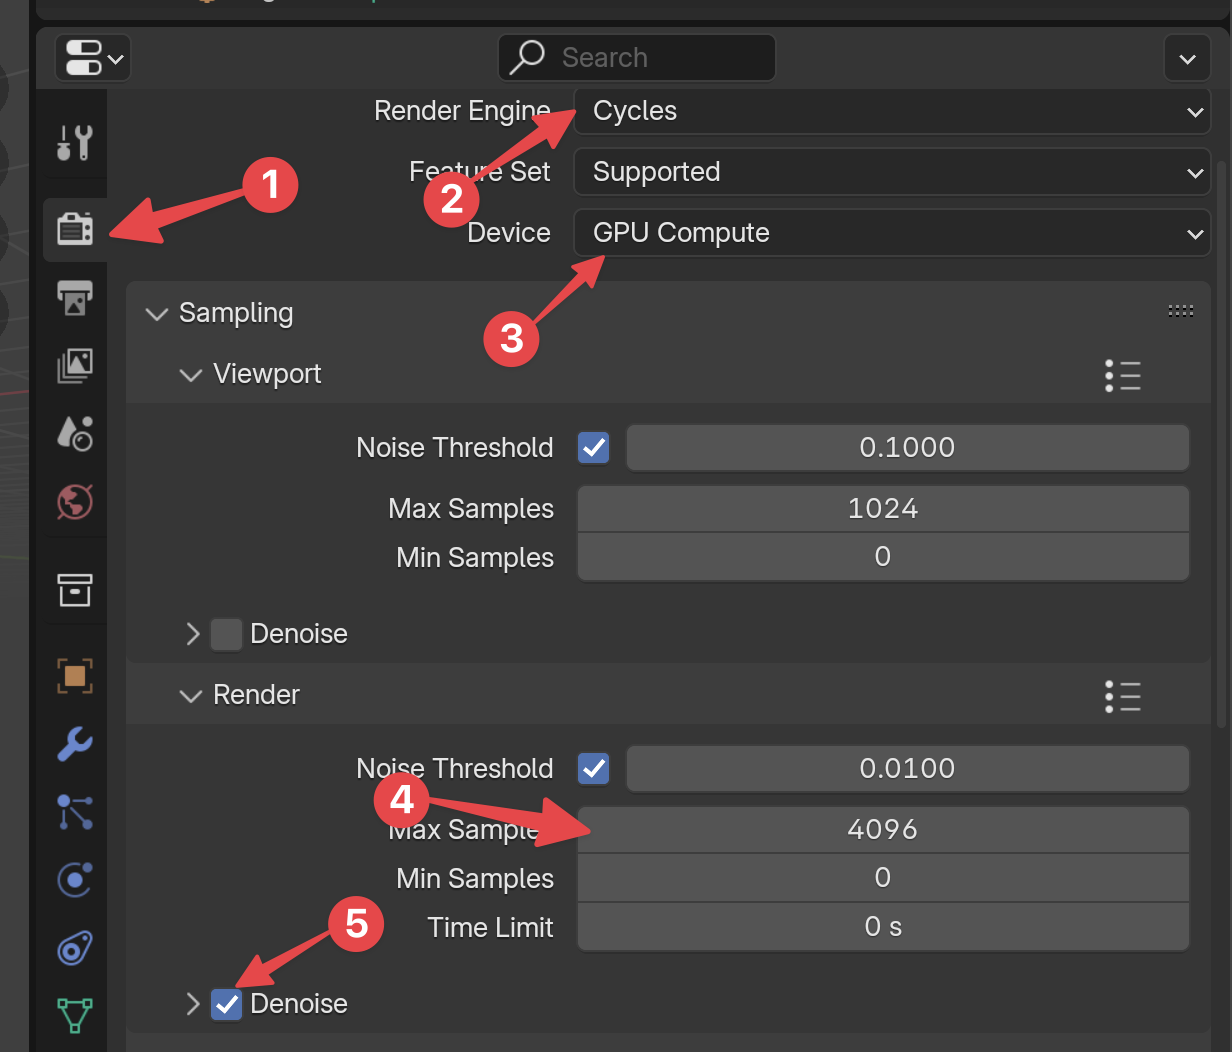 Search
Render Engine Cycles
1
Feature Set Supported
2
Device GPU Compute
Sampling
3
Viewport
Noise Threshold 0.1000
Max Samples 1024
Min Samples 0
Denoise
Render
Noise Threshold 0.0100
4
Max Sample 4096
Min Samples 0
5
Time Limit 0 s
Denoise